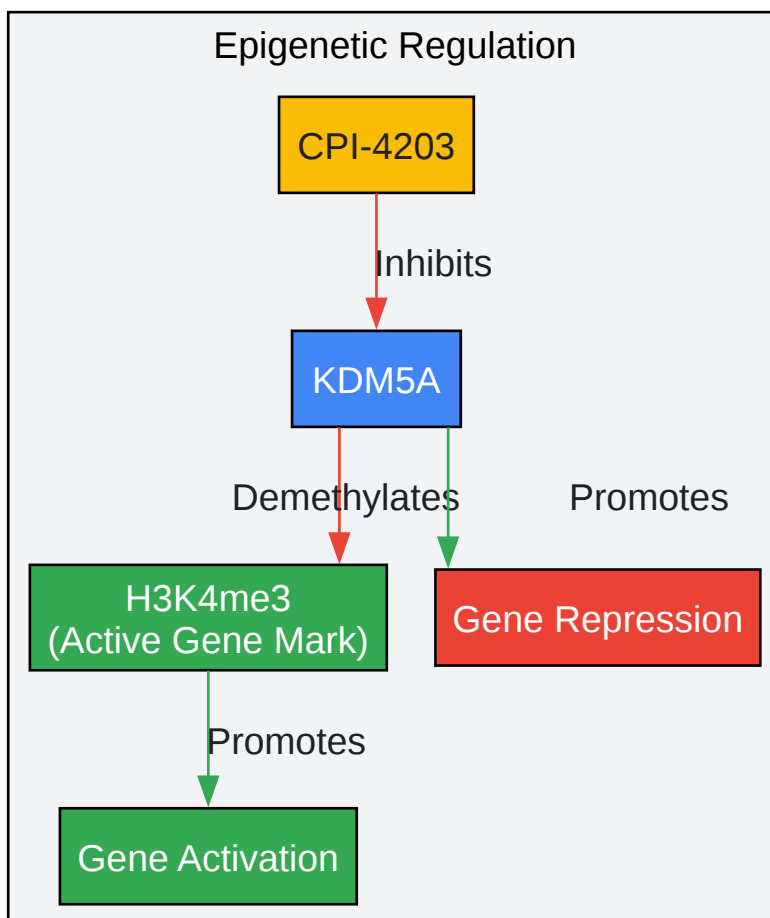 Epigenetic Regulation
CPI-4203
Inhibits
KDM5A
Demethylates
Promotes
H3K4me3
(Active Gene Mark)
Gene Repression
Promotes
Gene Activation